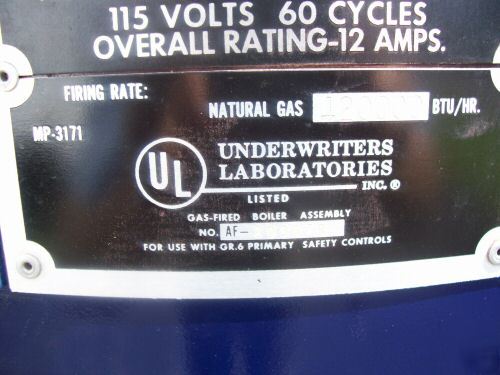 115 VOLTS 60 CYCLES
OVERALL RATING-12 AMPS.
FIRING RATE:
NATURAL GAS BTU/HR.
MP-3171
UL
UNDERWRITERS
LABORATORIES
INC.®
LISTED
GAS-FIRED BOILER ASSEMBLY
NO. AF-
FOR USE WITH GR.6 PRIMARY SAFETY CONTROLS